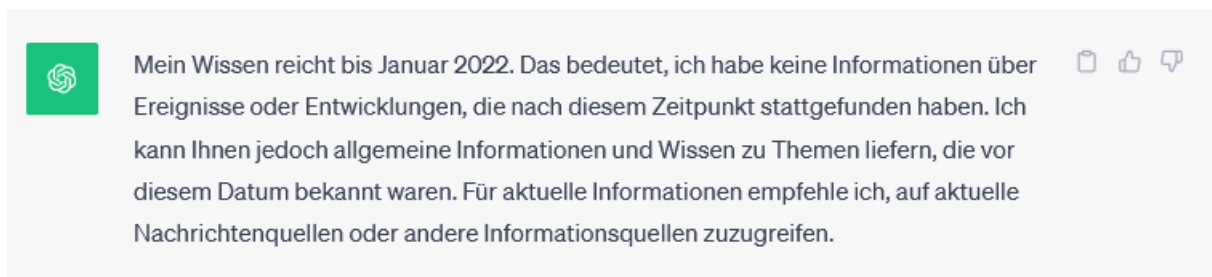 Mein Wissen reicht bis Januar 2022. Das bedeutet, ich habe keine Informationen über
Ereignisse oder Entwicklungen, die nach diesem Zeitpunkt stattgefunden haben. Ich
kann Ihnen jedoch allgemeine Informationen und Wissen zu Themen liefern, die vor
diesem Datum bekannt waren. Für aktuelle Informationen empfehle ich, auf aktuelle
Nachrichtenquellen oder andere Informationsquellen zuzugreifen.